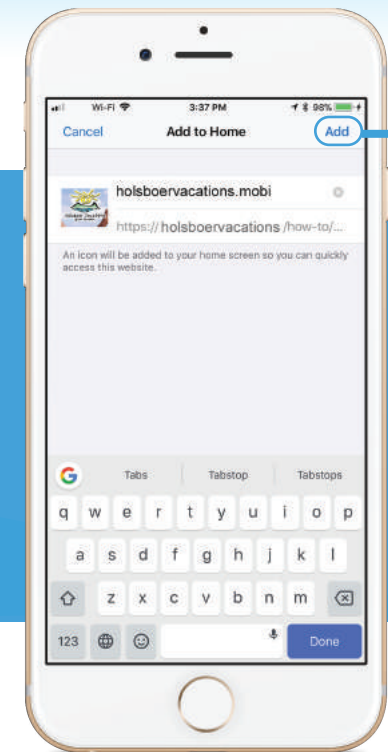 Wi-Fi 3:37 PM 98%
Cancel Add to Home Add
holsboervacations.mobi
https://holsboervacations/how-to/...
An icon will be added to your home screen so you can quickly
access this website.
G Tabs Tabstop Tabstops
q w e r t y u i o p
a s d f g h j k l
z x c v b n m
123 Done